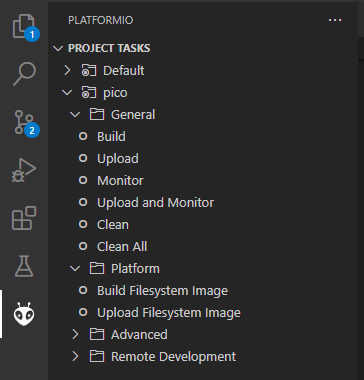 PLATFORMIO
PROJECT TASKS
Default
pico
General
Build
Upload
Monitor
Upload and Monitor
Clean
Clean All
Platform
Build Filesystem Image
Upload Filesystem Image
Advanced
Remote Development
1
2